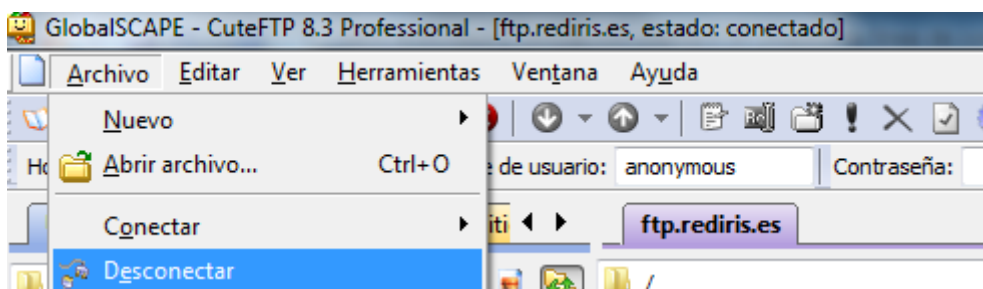 GlobalSCAPE - CuteFTP 8.3 Professional - [ftp.rediris.es, estado: conectado]
Archivo Editar Ver Herramientas Ventana Ayuda
Nuevo
Abrir archivo... Ctrl+O de usuario: anonymous Contraseña:
Conectar ftp.rediris.es
Desconectar /